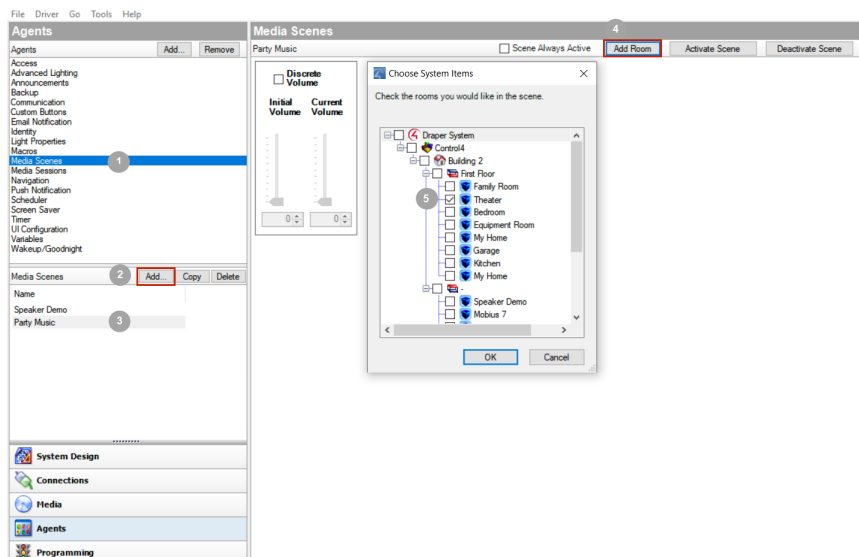 File Driver Go Tools Help
Agents
Media Scenes
4
Agents
Add...
Remove
Party Music
Scene Always Active
Add Room
Activate Scene
Deactivate Scene
Access
Advanced Lighting
Announcements
Backup
Communication
Custom Buttons
Email Notification
Identity
Light Properties
Macros
Media Scenes
1
Media Sessions
Navigation
Push Notification
Scheduler
Screen Saver
Timer
UI Configuration
Variables
Wakeup/Goodnight
Discrete
Volume
Initial
Volume
Current
Volume
0
0
Choose System Items
Check the rooms you would like in the scene.
Draper System
Control4
Building 2
First Floor
Family Room
5
Theater
Bedroom
Equipment Room
My Home
Garage
Kitchen
My Home
-
Speaker Demo
Mobius 7
OK
Cancel
Media Scenes
2
Add...
Copy
Delete
Name
Speaker Demo
Party Music
3
System Design
Connections
Media
Agents
Programming